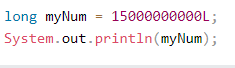 long myNum = 15000000000L;
System.out.println(myNum);